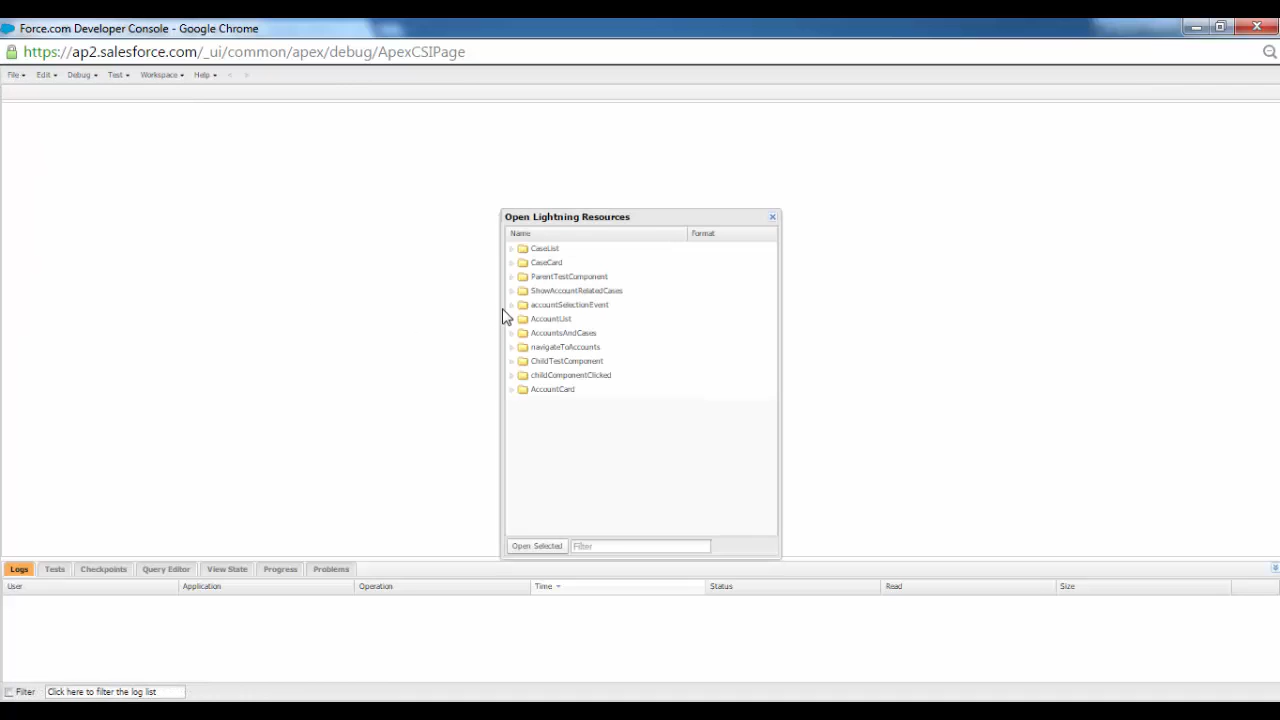 Force.com Developer Console - Google Chrome
https://ap2.salesforce.com/_ui/common/apex/debug/ApexCSIPage
File Edit Debug Test Workspace Help < >
Open Lightning Resources
Name Format
CaseList
CaseCard
ParentTestComponent
ShowAccountRelatedCases
accountSelectionEvent
AccountList
AccountsAndCases
navigateToAccounts
ChildTestComponent
childComponentClicked
AccountCard
Open Selected Filter
Logs Tests Checkpoints Query Editor View State Progress Problems
User Application Operation Time Status Read Size
Filter Click here to filter the log list